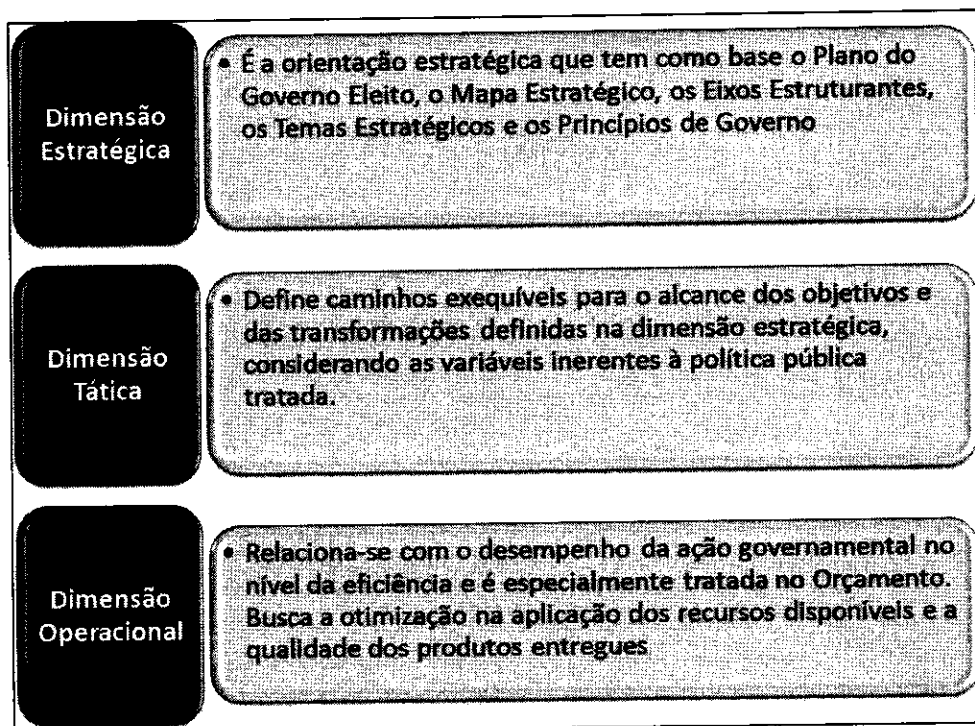 Dimensão
Estratégica
• É a orientação estratégica que tem como base o Plano do
Governo Eleito, o Mapa Estratégico, os Eixos Estruturantes,
os Temas Estratégicos e os Princípios de Governo
Dimensão
Tática
• Define caminhos exequíveis para o alcance dos objetivos e
das transformações definidas na dimensão estratégica,
considerando as variáveis inerentes à política pública
tratada.
Dimensão
Operacional
• Relaciona-se com o desempenho da ação governamental no
nível da eficiência e é especialmente tratada no Orçamento.
Busca a otimização na aplicação dos recursos disponíveis e a
qualidade dos produtos entregues